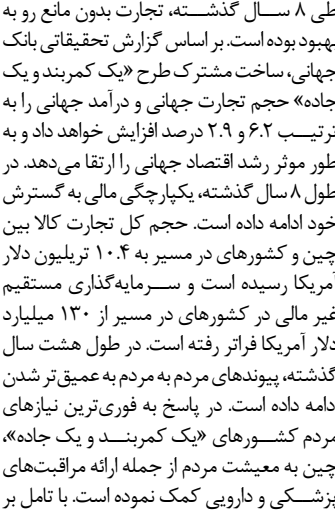 طی ۸ سال گذشته، تجارت بدون مانع رو به
بهبود بوده است. بر اساس گزارش تحقیقاتی بانک
جهانی، ساخت مشترک طرح «یک کمربند و یک
جاده» حجم تجارت جهانی و درآمد جهانی را به
ترتیب ۶.۲ و ۲.۹ درصد افزایش خواهد داد و به
طور موثر رشد اقتصاد جهانی را ارتقا می‌دهد. در
طول ۸ سال گذشته، یکپارچگی مالی به گسترش
خود ادامه داده است. حجم کل تجارت کالا بین
چین و کشورهای در مسیر به ۱۰.۴ تریلیون دلار
آمریکا رسیده است و سرمایه‌گذاری مستقیم
غیر مالی در کشورهای در مسیر از ۱۳۰ میلیارد
دلار آمریکا فراتر رفته است. در طول هشت سال
گذشته، پیوندهای مردم به مردم به عمیق‌تر شدن
دامه داده است. در پاسخ به فوری‌ترین نیازهای
مردم کشورهای «یک کمربند و یک جاده»،
چین به معیشت مردم از جمله ارائه مراقبت‌های
پزشکی و دارویی کمک نموده است. با تامل بر